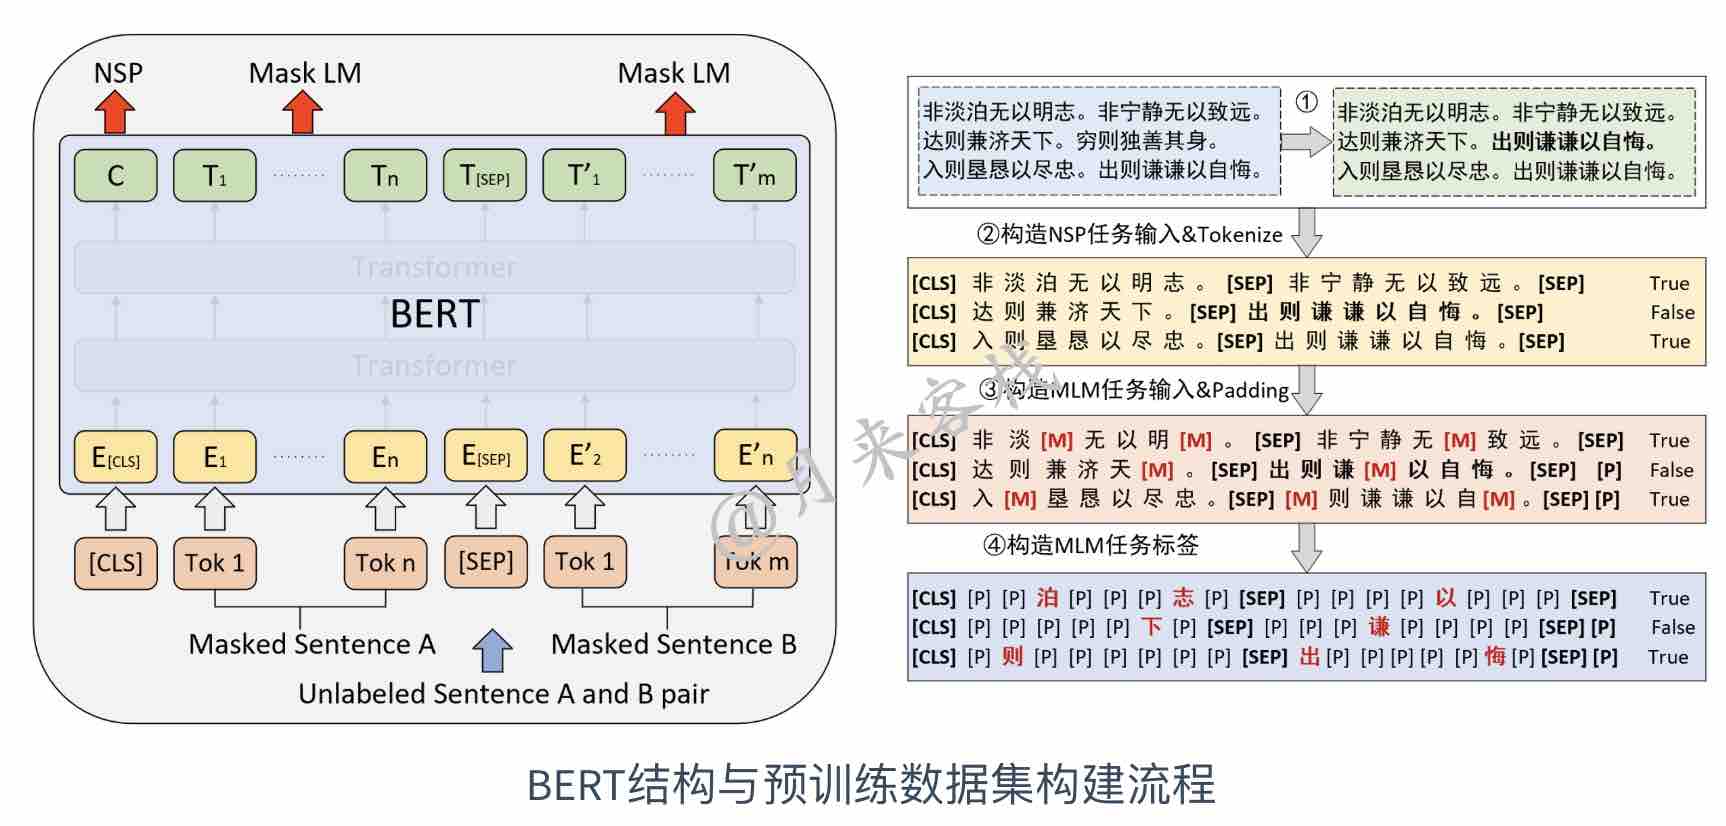 NSP Mask LM Mask LM
C T1 ········ Tn T[SEP] T′1 ········ T′m
Transformer
BERT
Transformer
E[CLS] E1 ········ En E[SEP] E′2 ········ E′n
[CLS] Tok 1 Tok n [SEP] Tok 1 Tok m
Masked Sentence A Masked Sentence B
Unlabeled Sentence A and B pair
非淡泊无以明志。非宁静无以致远。
达则兼济天下。穷则独善其身。
入则垦恳以尽忠。出则谦谦以自悔。
①
非淡泊无以明志。非宁静无以致远。
达则兼济天下。出则谦谦以自悔。
入则垦恳以尽忠。出则谦谦以自悔。
②构造NSP任务输入&Tokenize
[CLS] 非 淡 泊 无 以 明 志 。 [SEP] 非 宁 静 无 以 致 远 。 [SEP] True
[CLS] 达 则 兼 济 天 下 。 [SEP] 出 则 谦 谦 以 自 悔 。 [SEP] False
[CLS] 入 则 垦 恳 以 尽 忠 。 [SEP] 出 则 谦 谦 以 自 悔 。 [SEP] True
③构造MLM任务输入&Padding
[CLS] 非 淡 [M] 无 以 明 [M] 。 [SEP] 非 宁 静 无 [M] 致 远 。 [SEP] True
[CLS] 达 则 兼 济 天 [M] 。 [SEP] 出 则 谦 [M] 以 自 悔 。 [SEP] [P] False
[CLS] 入 [M] 垦 恳 以 尽 忠 。 [SEP] [M] 则 谦 谦 以 自 [M] 。 [SEP] [P] True
④构造MLM任务标签
[CLS] [P] [P] 泊 [P] [P] [P] 志 [P] [SEP] [P] [P] [P] [P] 以 [P] [P] [P] [SEP] True
[CLS] [P] [P] [P] [P] [P] 下 [P] [SEP] [P] [P] [P] 谦 [P] [P] [P] [P] [SEP] [P] False
[CLS] [P] 则 [P] [P] [P] [P] [P] [P] [SEP] 出 [P] [P] [P] [P] [P] 悔 [P] [SEP] [P] True
@月来客栈
BERT结构与预训练数据集构建流程